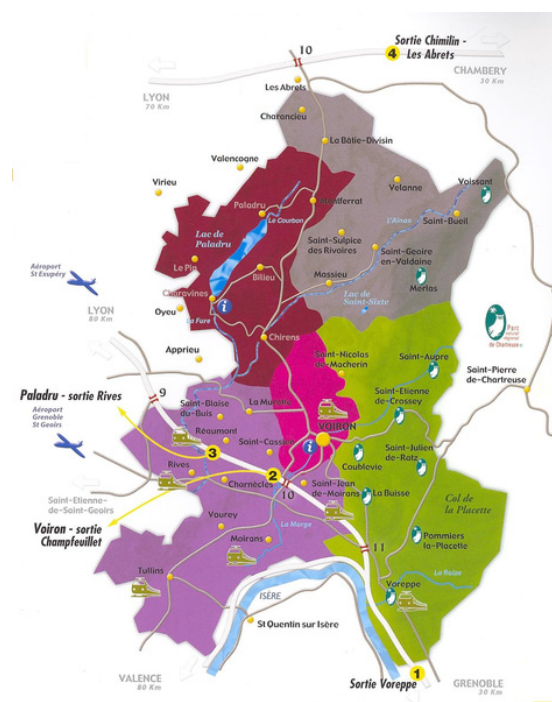 10
4
Sortie Chimilin -
Les Abrets
LYON
70 Km
CHAMBERY
30 Km
Les Abrets
Charancieu
La Bâtie-Divisin
Valencogne
Virieu
Velanne
Voissant
Paladru
Le Courbon
Montferrat
L'Ainan
Saint-Bueil
Lac de
Paladru
Saint-Sulpice
des Rivoires
Saint-Geoire
en-Valdaine
Le Pin
Bilieu
Massieu
Merlas
Aéroport
St Exupéry
Charavines
i
Lac de
Saint-Sixte
LYON
80 Km
Oyeu
La Fure
Parc
naturel
régional
de Chartreuse
Chirens
Apprieu
Saint-Nicolas
de-Macherin
Saint-Aupre
Saint-Pierre
de-Chartreuse
Paladru - sortie Rives
9
Saint-Blaise
du-Buis
La Murette
Saint-Etienne
de-Crossey
Aéroport
Grenoble
St Geoirs
Réaumont
VOIRON
i
3
Saint-Cassien
Coublevie
Saint-Julien
de-Ratz
Rives
2
Charnècles
10
Saint-Jean
de-Moirans
La Buisse
Saint-Etienne-
de-Saint-Geoirs
Col de
la Placette
Voiron - sortie
Champfeuillet
Vourey
La Morge
Moirans
11
Pommiers
la-Placette
Tullins
La Roize
Voreppe
ISÈRE
St Quentin sur Isère
VALENCE
80 Km
Sortie Voreppe
1
GRENOBLE
30 Km